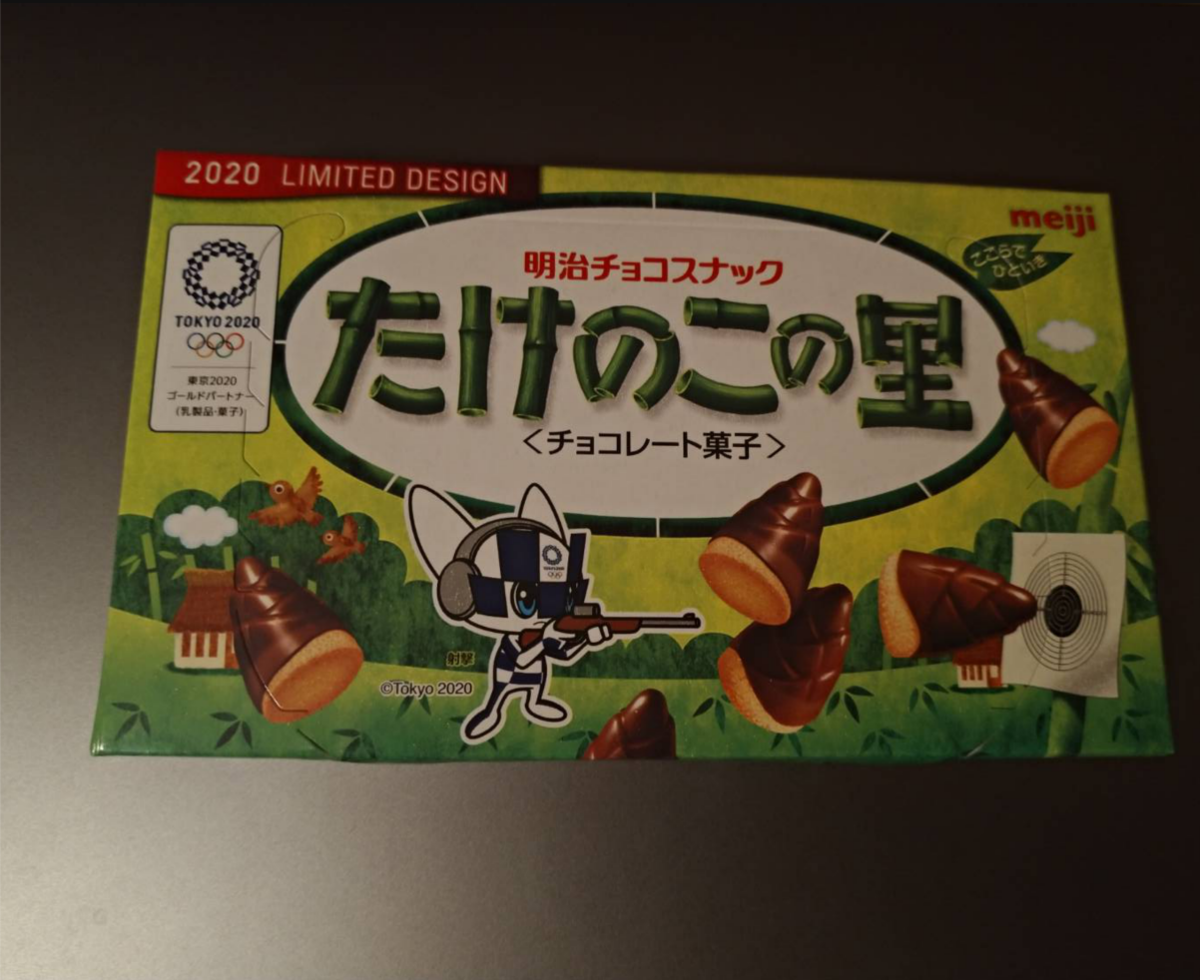 2020 LIMITED DESIGN
meiji
ここらで
ひといき
TOKYO 2020
東京2020
ゴールドパートナー
(乳製品・菓子)
明治チョコスナック
たけのこの里
<チョコレート菓子>
射撃
©Tokyo 2020